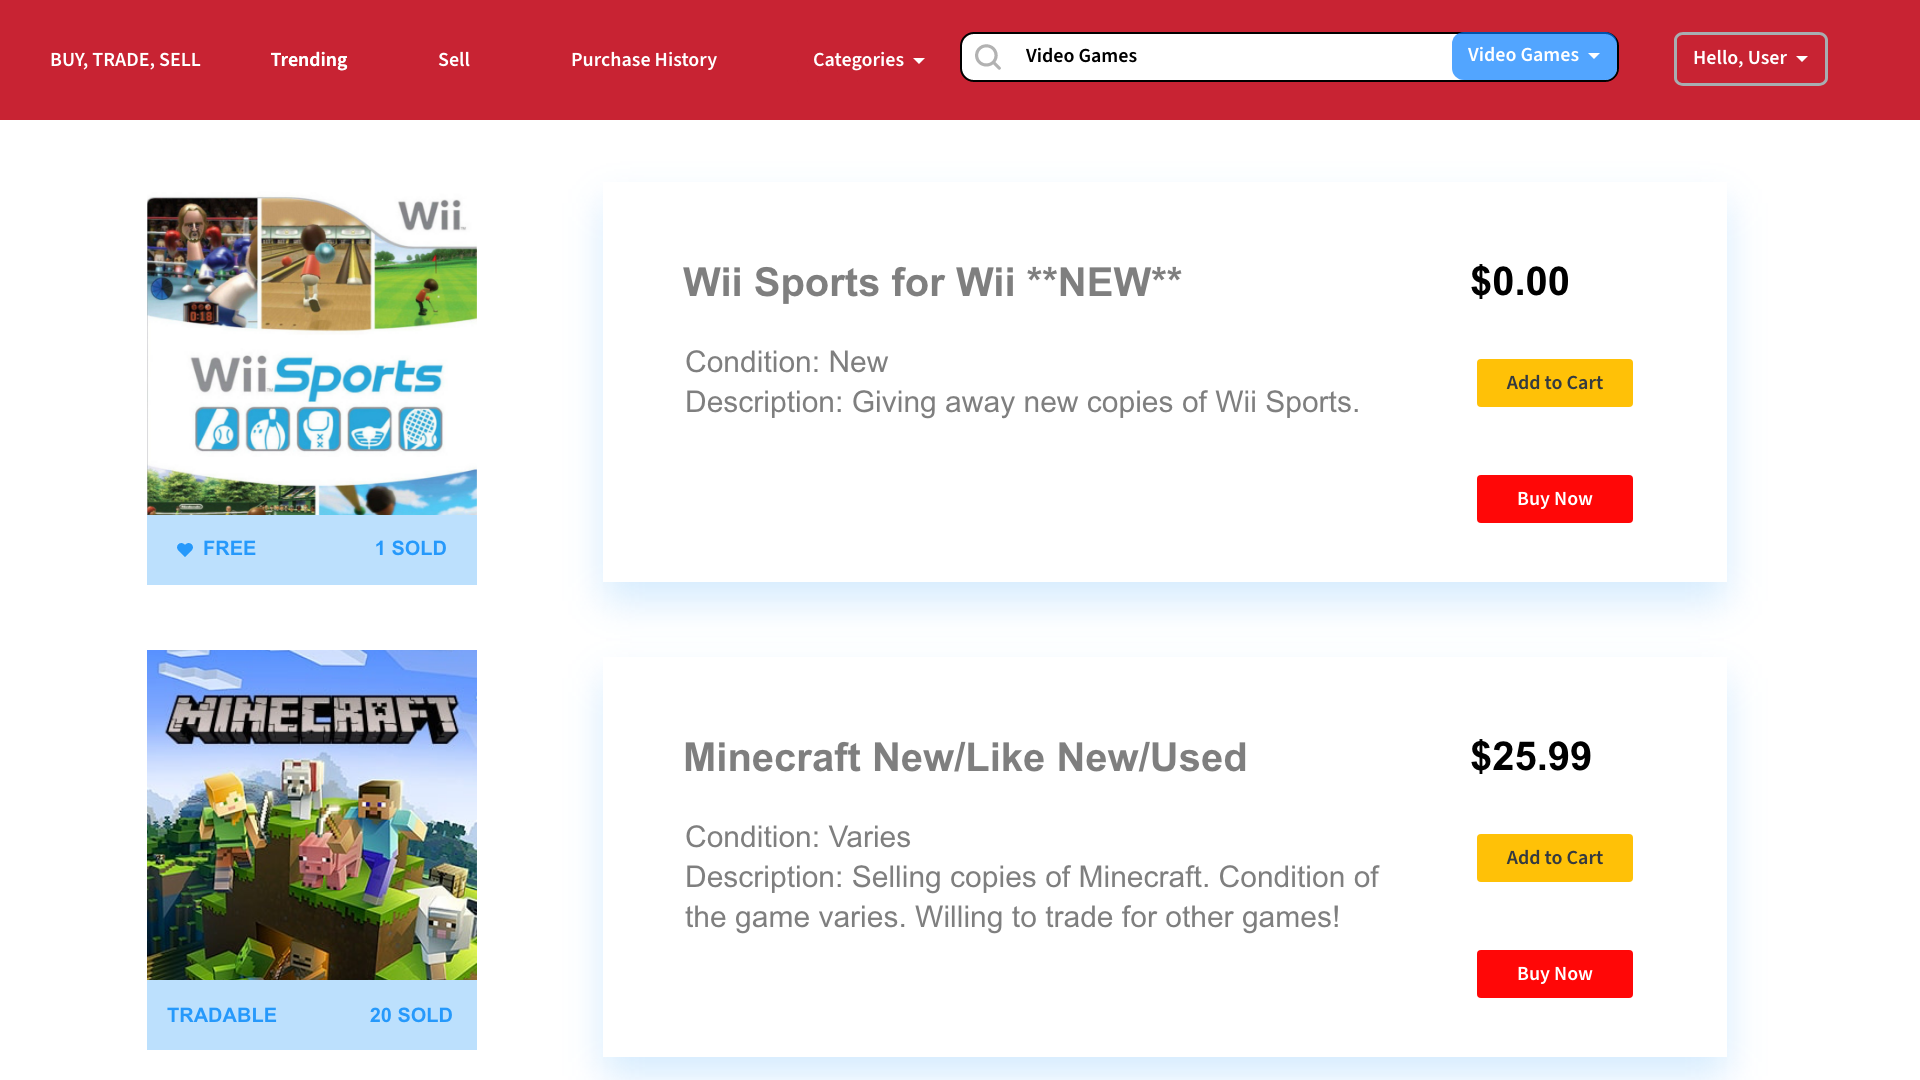 BUY, TRADE, SELL
Trending
Sell
Purchase History
Categories
Video Games
Video Games
Hello, User
Wii
0:18
Wii Sports
FREE
1 SOLD
Wii Sports for Wii **NEW**
$0.00
Condition: New
Description: Giving away new copies of Wii Sports.
Add to Cart
Buy Now
MINECRAFT
TRADABLE
20 SOLD
Minecraft New/Like New/Used
$25.99
Condition: Varies
Description: Selling copies of Minecraft. Condition of
the game varies. Willing to trade for other games!
Add to Cart
Buy Now